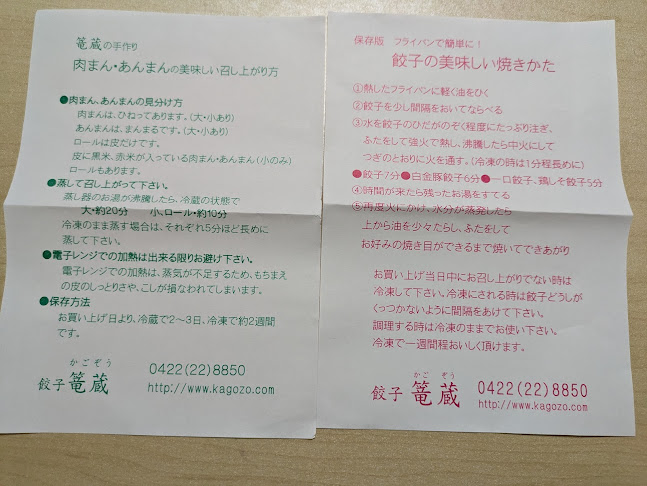 篭蔵の手作り
肉まん・あんまんの美味しい召し上がり方
●肉まん、あんまんの見分け方
肉まんは、ひねってあります。(大・小あり)
あんまんは、まんまるです。(大・小あり)
ロールは皮だけです。
皮に黒米、赤米が入っている肉まん・あんまん(小のみ)
ロールもあります。
●蒸して召し上がって下さい。
蒸し器のお湯が沸騰したら、冷蔵の状態で
大・約20分 小、ロール・約10分
冷凍のまま蒸す場合は、それぞれ5分ほど長めに
蒸して下さい。
●電子レンジでの加熱は出来る限りお避け下さい。
電子レンジでの加熱は、蒸気が不足するため、もちまえ
の皮のしっとりさや、こしが損なわれてしまいます。
●保存方法
お買い上げ日より、冷蔵で2〜3日、冷凍で約2週間
です。
かごぞう
餃子 篭蔵 0422(22)8850
http://www.kagozo.com
保存版 フライパンで簡単に！
餃子の美味しい焼きかた
①熱したフライパンに軽く油をひく
②餃子を少し間隔をおいてならべる
③水を餃子のひだがのぞく程度にたっぷり注ぎ、
ふたをして強火で熱し、沸騰したら中火にして
つぎのとおりに火を通す。(冷凍の時は1分程長めに)
●餃子7分●白金豚餃子6分●一口餃子、鶏しそ餃子5分
④時間が来たら残ったお湯をすてる
⑤再度火にかけ、水分が蒸発したら
上から油を少々たらし、ふたをして
お好みの焼き目ができるまで焼いてできあがり
お買い上げ当日中にお召し上がりでない時は
冷凍して下さい。冷凍にされる時は餃子どうしが
くっつかないように間隔をあけて下さい。
調理する時は冷凍のままでお使い下さい。
冷凍で一週間程おいしく頂けます。
かごぞう
餃子 篭蔵 0422(22)8850
http://www.kagozo.com